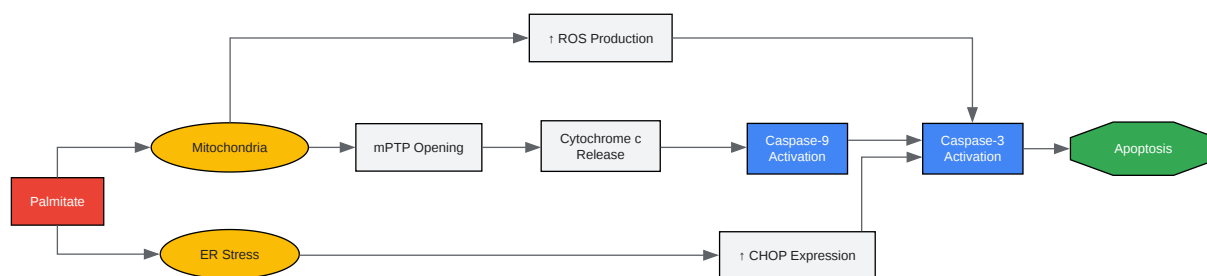 ↑ ROS Production
Mitochondria
mPTP Opening
Cytochrome c
Release
Caspase-9
Activation
Caspase-3
Activation
Apoptosis
Palmitate
ER Stress
↑ CHOP Expression